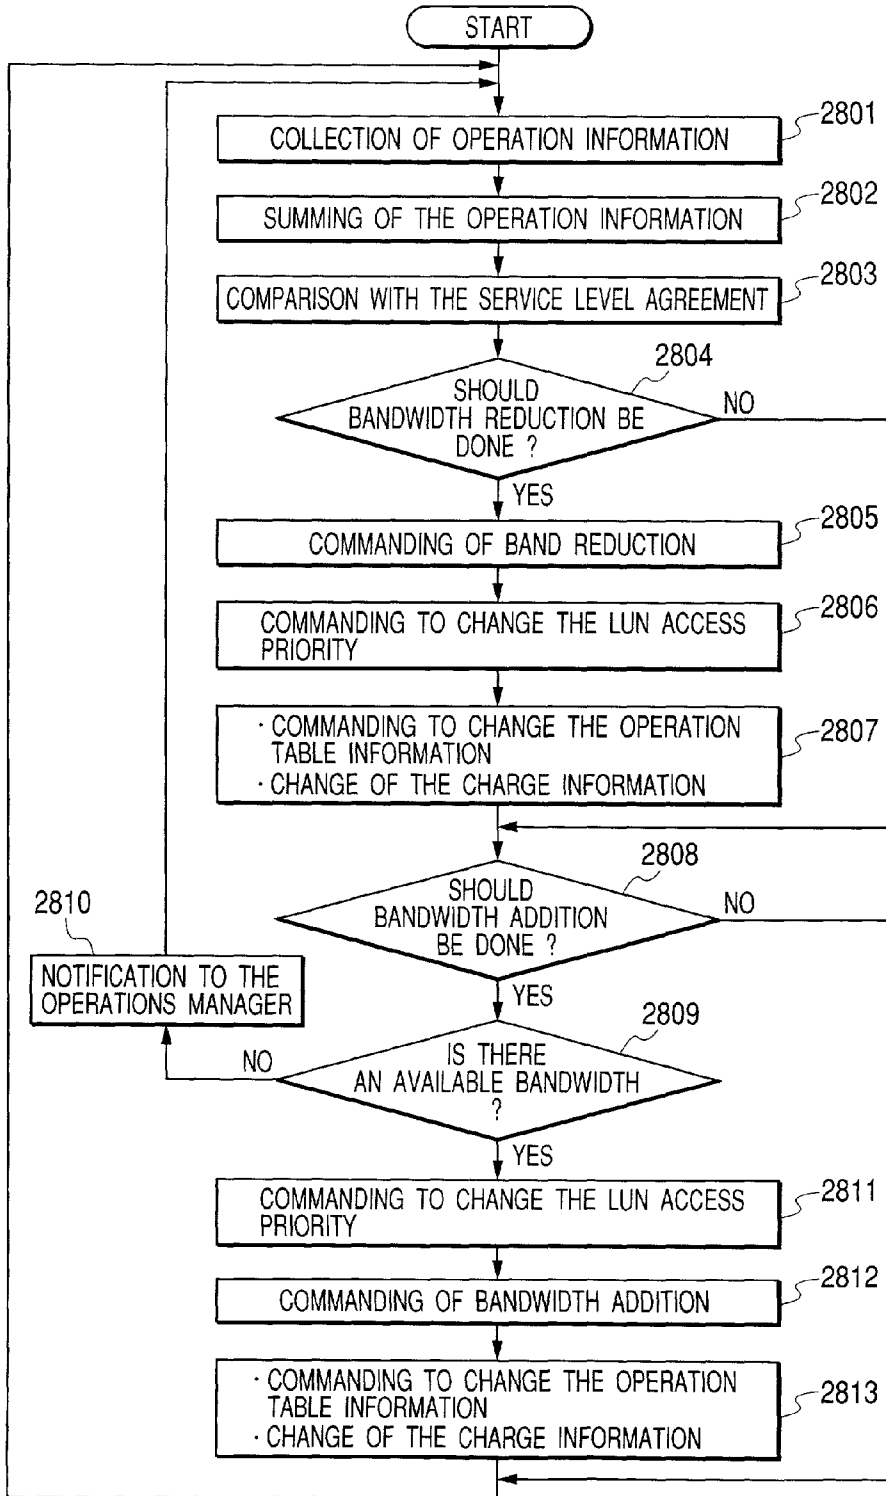 START
COLLECTION OF OPERATION INFORMATION
2801
SUMMING OF THE OPERATION INFORMATION
2802
COMPARISON WITH THE SERVICE LEVEL AGREEMENT
2803
2804
SHOULD
BANDWIDTH REDUCTION BE
DONE ?
NO
YES
COMMANDING OF BAND REDUCTION
2805
COMMANDING TO CHANGE THE LUN ACCESS
PRIORITY
2806
· COMMANDING TO CHANGE THE OPERATION
TABLE INFORMATION
· CHANGE OF THE CHARGE INFORMATION
2807
2808
SHOULD
BANDWIDTH ADDITION
BE DONE ?
NO
YES
2810
NOTIFICATION TO THE
OPERATIONS MANAGER
2809
IS THERE
AN AVAILABLE BANDWIDTH
?
NO
YES
COMMANDING TO CHANGE THE LUN ACCESS
PRIORITY
2811
COMMANDING OF BANDWIDTH ADDITION
2812
· COMMANDING TO CHANGE THE OPERATION
TABLE INFORMATION
· CHANGE OF THE CHARGE INFORMATION
2813